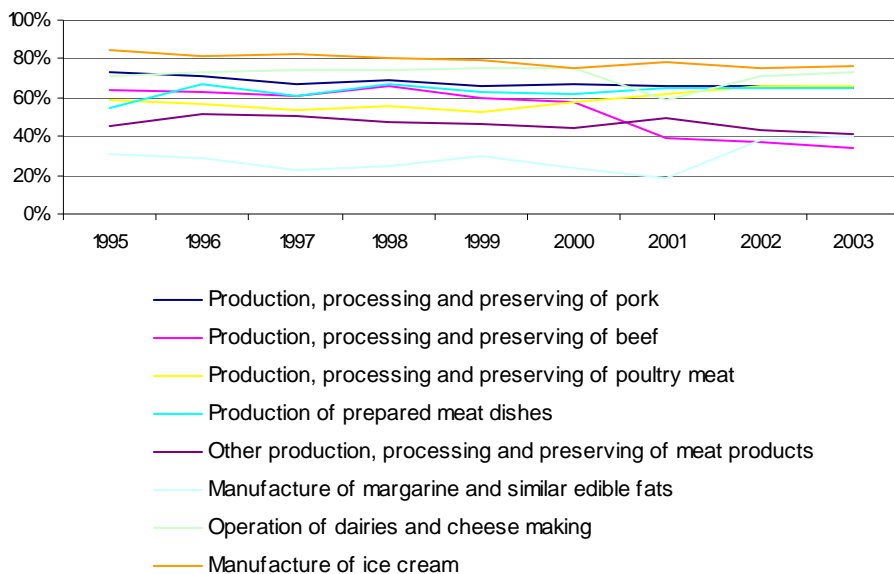 100%
80%
60%
40%
20%
0%
1995 1996 1997 1998 1999 2000 2001 2002 2003
Production, processing and preserving of pork
Production, processing and preserving of beef
Production, processing and preserving of poultry meat
Production of prepared meat dishes
Other production, processing and preserving of meat products
Manufacture of margarine and similar edible fats
Operation of dairies and cheese making
Manufacture of ice cream